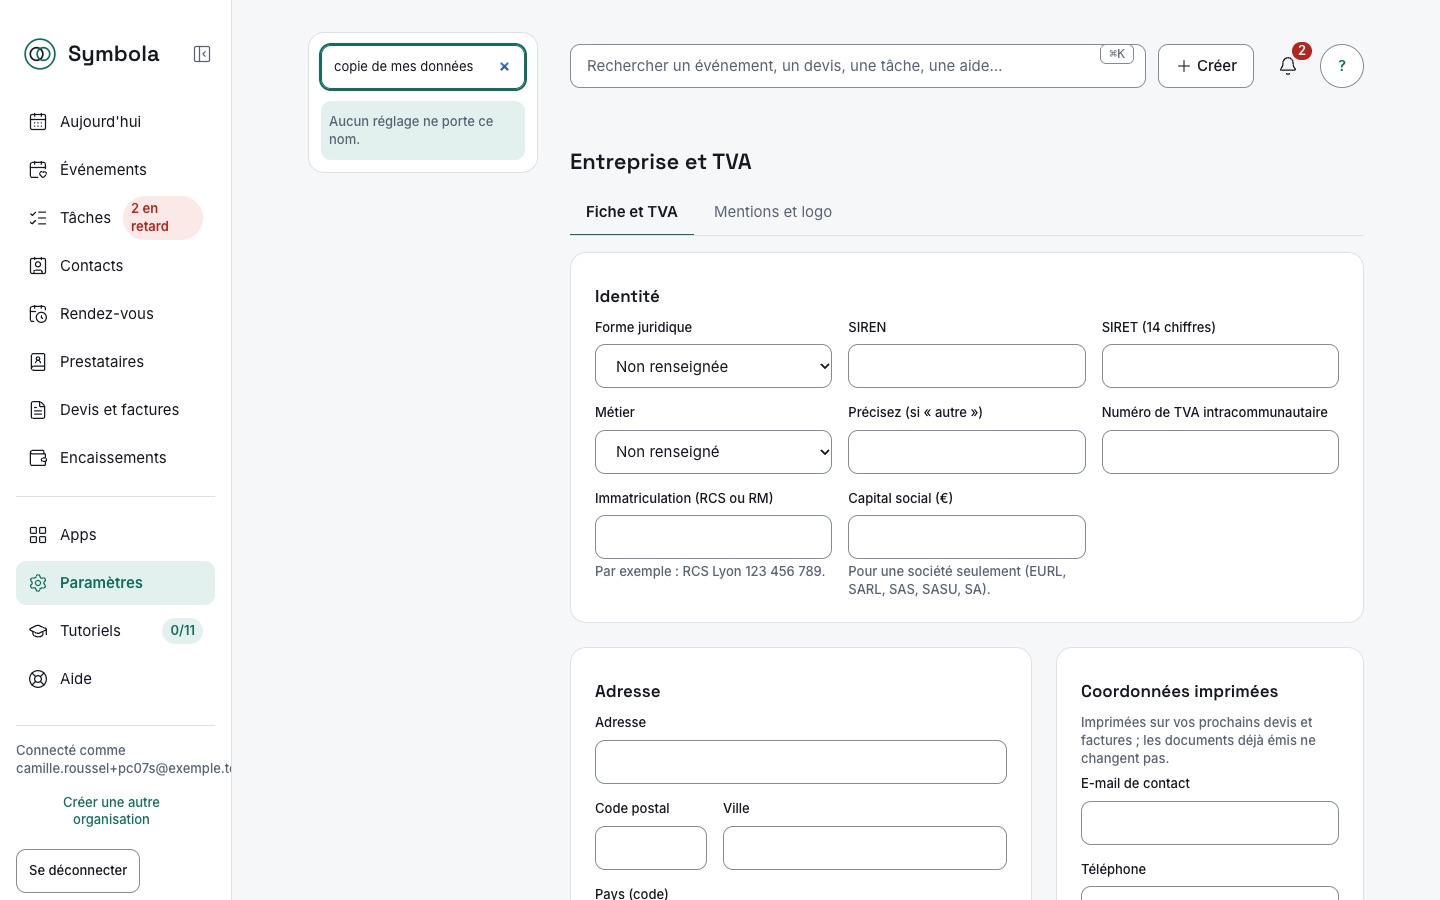 Symbola
Aujourd'hui
Événements
Tâches
2 en retard
Contacts
Rendez-vous
Prestataires
Devis et factures
Encaissements
Apps
Paramètres
Tutoriels
0/11
Aide
Connecté comme
camille.roussel+pc07s@exemple.t
Créer une autre
organisation
Se déconnecter
copie de mes données
×
Aucun réglage ne porte ce
nom.
Rechercher un événement, un devis, une tâche, une aide...
⌘K
+ Créer
2
?
Entreprise et TVA
Fiche et TVA
Mentions et logo
Identité
Forme juridique
SIREN
SIRET (14 chiffres)
Non renseignée
Métier
Précisez (si « autre »)
Numéro de TVA intracommunautaire
Non renseigné
Immatriculation (RCS ou RM)
Capital social (€)
Par exemple : RCS Lyon 123 456 789.
Pour une société seulement (EURL,
SARL, SAS, SASU, SA).
Adresse
Adresse
Code postal
Ville
Pays (code)
Coordonnées imprimées
Imprimées sur vos prochains devis et
factures ; les documents déjà émis ne
changent pas.
E-mail de contact
Téléphone